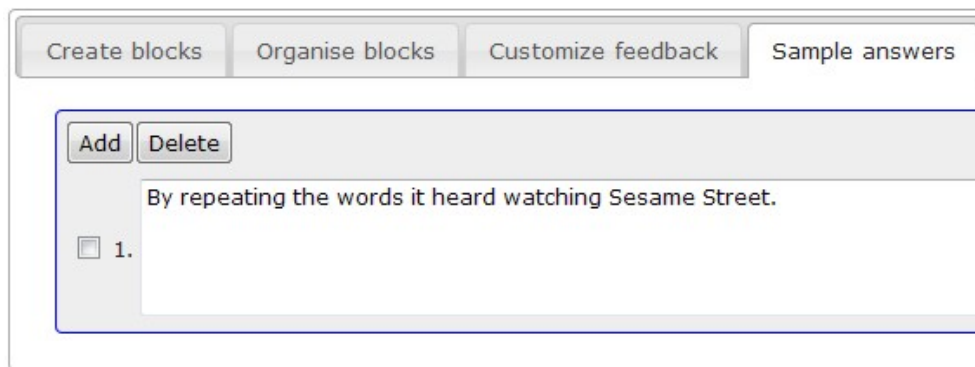 Create blocks Organise blocks Customize feedback Sample answers
Add Delete
By repeating the words it heard watching Sesame Street.
1.